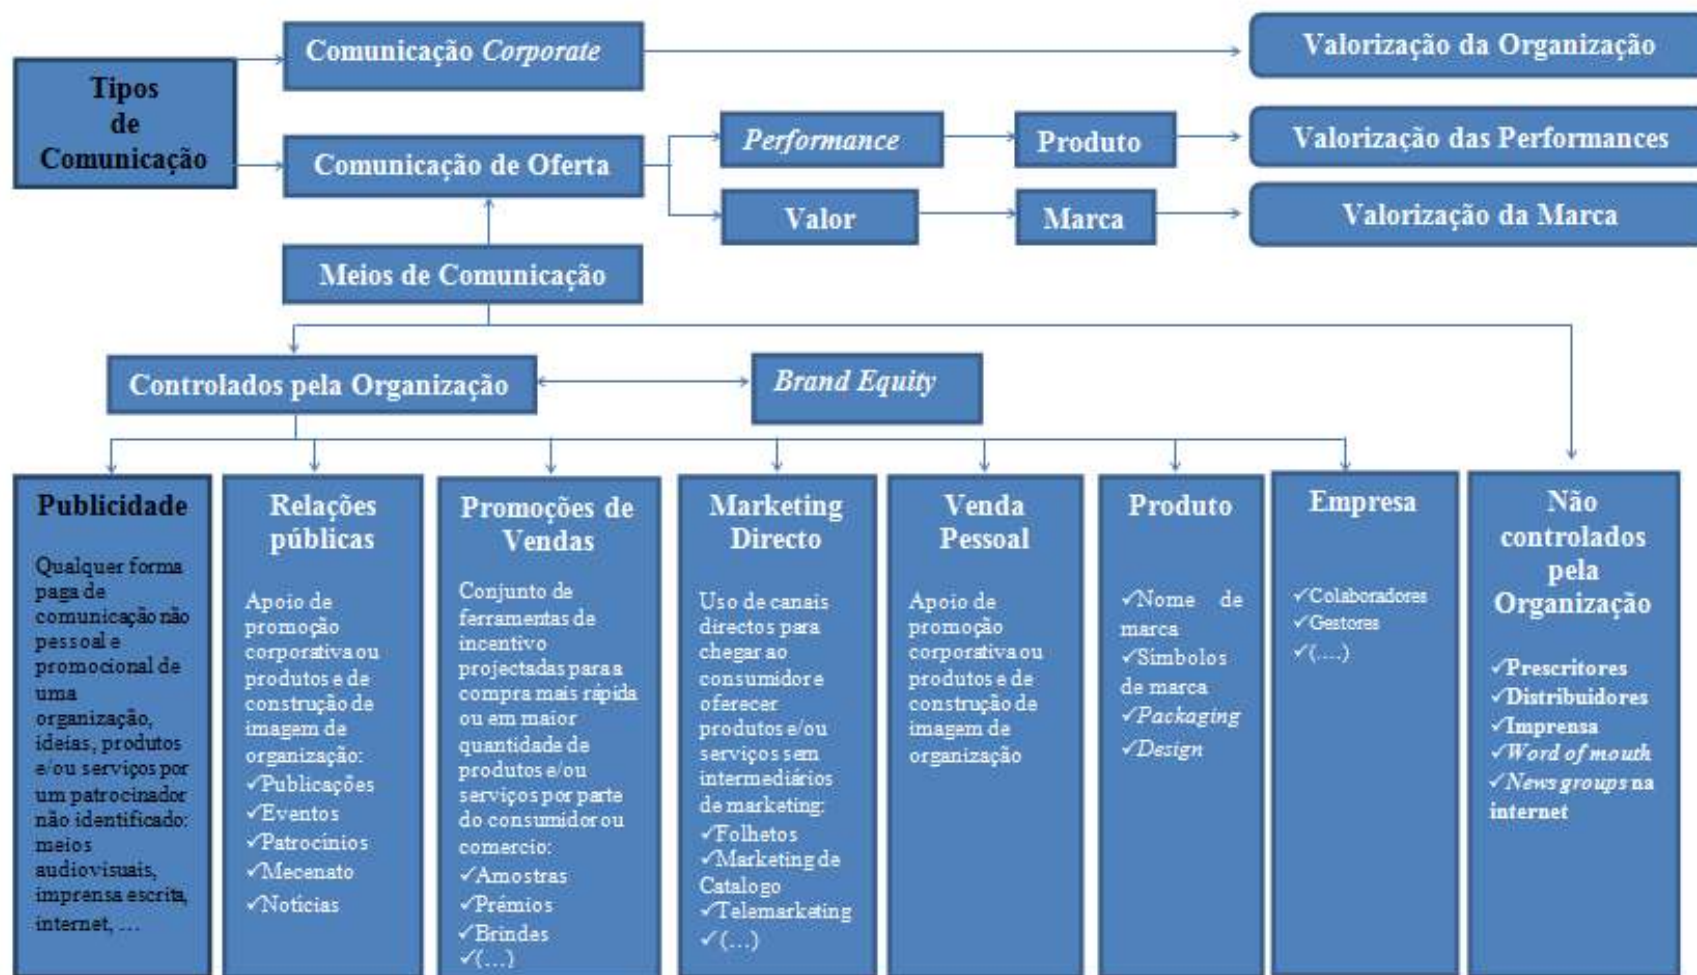 Tipos
de
Comunicação
Comunicação Corporate
Valorização da Organização
Comunicação de Oferta
Performance
Produto
Valorização das Performances
Valor
Marca
Valorização da Marca
Meios de Comunicação
Controlados pela Organização
Brand Equity
Publicidade
Qualquer forma
paga de
comunicação não
pessoal e
promocional de
uma
organização,
ideias, produtos
e/ou serviços por
um patrocinador
não identificado:
meios
audiovisuais,
imprensa escrita,
internet, ...
Relações
públicas
Apoio de
promoção
corporativa ou
produtos e de
construção de
imagem de
organização:
✓Publicações
✓Eventos
✓Patrocínios
✓Mecenato
✓Notícias
Promoções de
Vendas
Conjunto de
ferramentas de
incentivo
projectadas para a
compra mais rápida
ou em maior
quantidade de
produtos e/ou
serviços por parte
do consumidor ou
comercio:
✓Amostras
✓Prémios
✓Brindes
✓(...)
Marketing
Directo
Uso de canais
directos para
chegar ao
consumidor e
oferecer
produtos e/ou
serviços sem
intermediários
de marketing:
✓Folhetos
✓Marketing de
Catalogo
✓Telemarketing
✓(...)
Venda
Pessoal
Apoio de
promoção
corporativa ou
produtos e de
construção de
imagem de
organização
Produto
✓Nome de
marca
✓Símbolos
de marca
✓Packaging
✓Design
Empresa
✓Colaboradores
✓Gestores
✓(....)
Não
controlados
pela
Organização
✓Prescritores
✓Distribuidores
✓Imprensa
✓Word of mouth
✓News groups na
internet